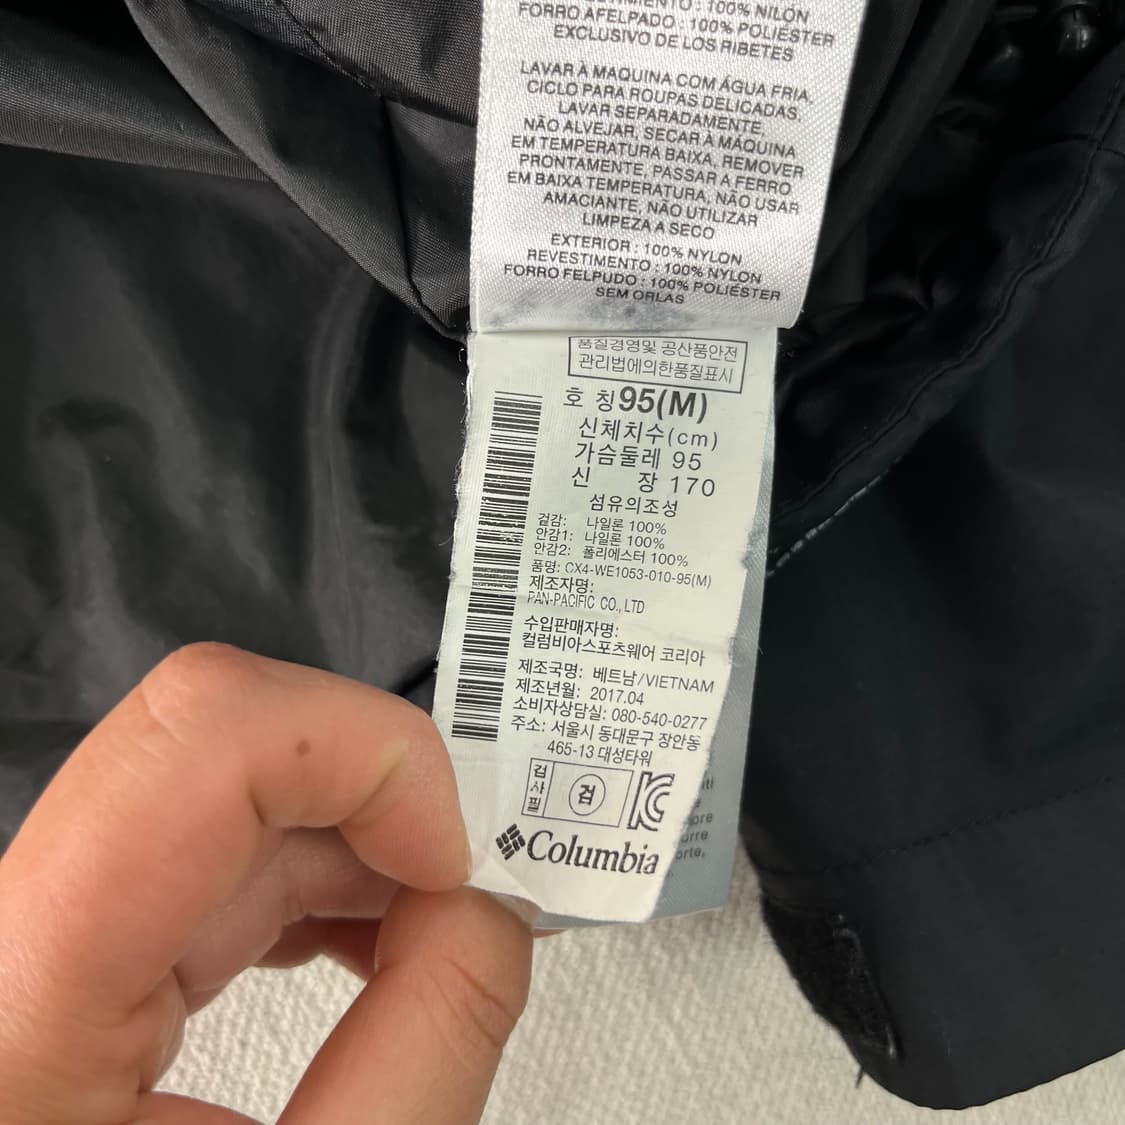 : 100% NILON
FORRO AFELPADO : 100% POLIESTER
EXCLUSIVO DE LOS RIBETES
LAVAR À MAQUINA COM ÁGUA FRIA,
CICLO PARA ROUPAS DELICADAS,
LAVAR SEPARADAMENTE,
NÃO ALVEJAR, SECAR À MÁQUINA
EM TEMPERATURA BAIXA, REMOVER
PRONTAMENTE, PASSAR A FERRO
EM BAIXA TEMPERATURA, NÃO USAR
AMACIANTE, NÃO UTILIZAR
LIMPEZA A SECO
EXTERIOR : 100% NYLON
REVESTIMENTO : 100% NYLON
FORRO FELPUDO : 100% POLIÉSTER
SEM ORLAS
품질경영및 공산품안전
관리법에의한품질표시
호 칭 95(M)
신체치수(cm)
가슴둘레 95
신 장 170
섬유의조성
겉감: 나일론 100%
안감1: 나일론 100%
안감2: 폴리에스터 100%
품명: CX4-WE1053-010-95(M)
제조자명:
PAN-PACIFIC CO., LTD
수입판매자명:
컬럼비아스포츠웨어 코리아
제조국명: 베트남/VIETNAM
제조년월: 2017.04
소비자상담실: 080-540-0277
주소: 서울시 동대문구 장안동
465-13 대성타워
검사필 검
Columbia